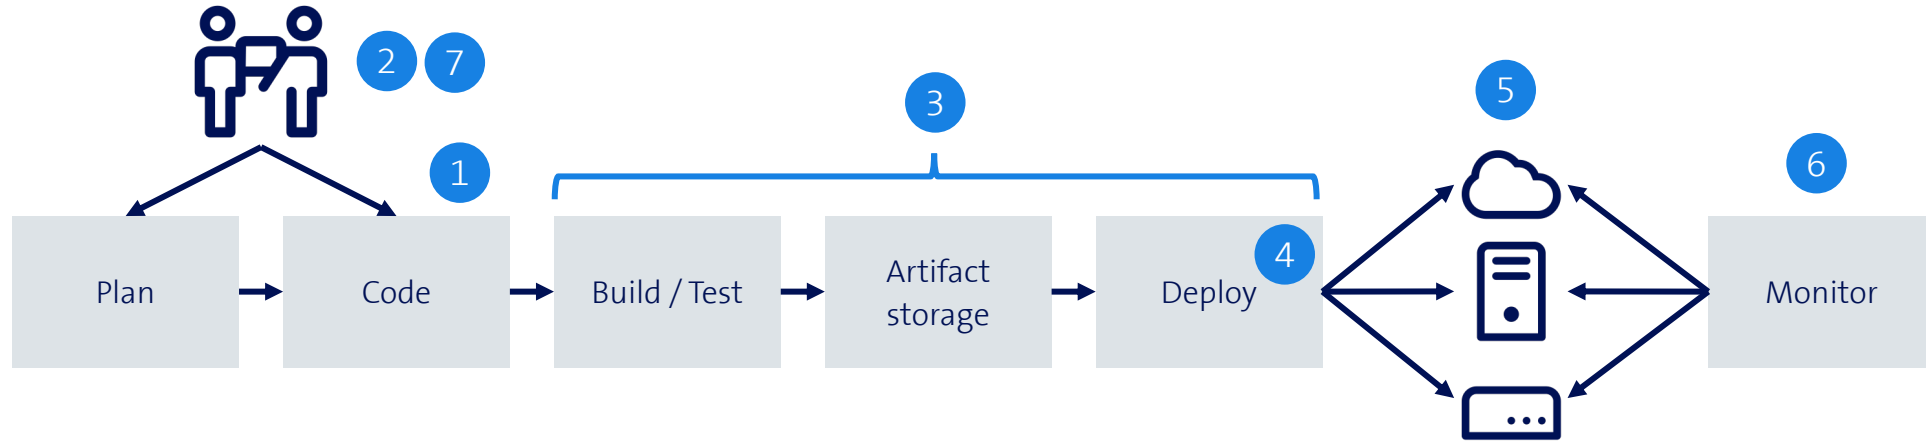 2 7
3
5
1
6
Plan
Code
Build / Test
Artifact
storage
Deploy
4
Monitor